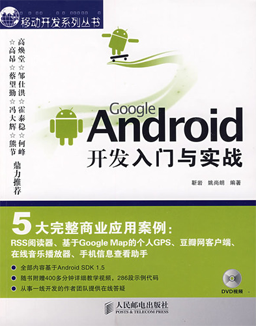 移动开发系列丛书
高焕堂 邹仕洪 霍泰稳 何峰
高昂 蔡望勤 冯大辉 熊节 鼎力推荐
Google
Android
开发入门与实战
靳岩 姚尚朗 编著
5大完整商业应用案例：
RSS阅读器、基于Google Map的个人GPS、豆瓣网客户端、
在线音乐播放器、手机信息查看助手
全部内容基于Android SDK 1.5
随书附赠400多分钟详细教学视频，286段示例代码
从事一线开发的作者团队提供在线答疑
DVD视频
人民邮电出版社
POSTS & TELECOM PRESS